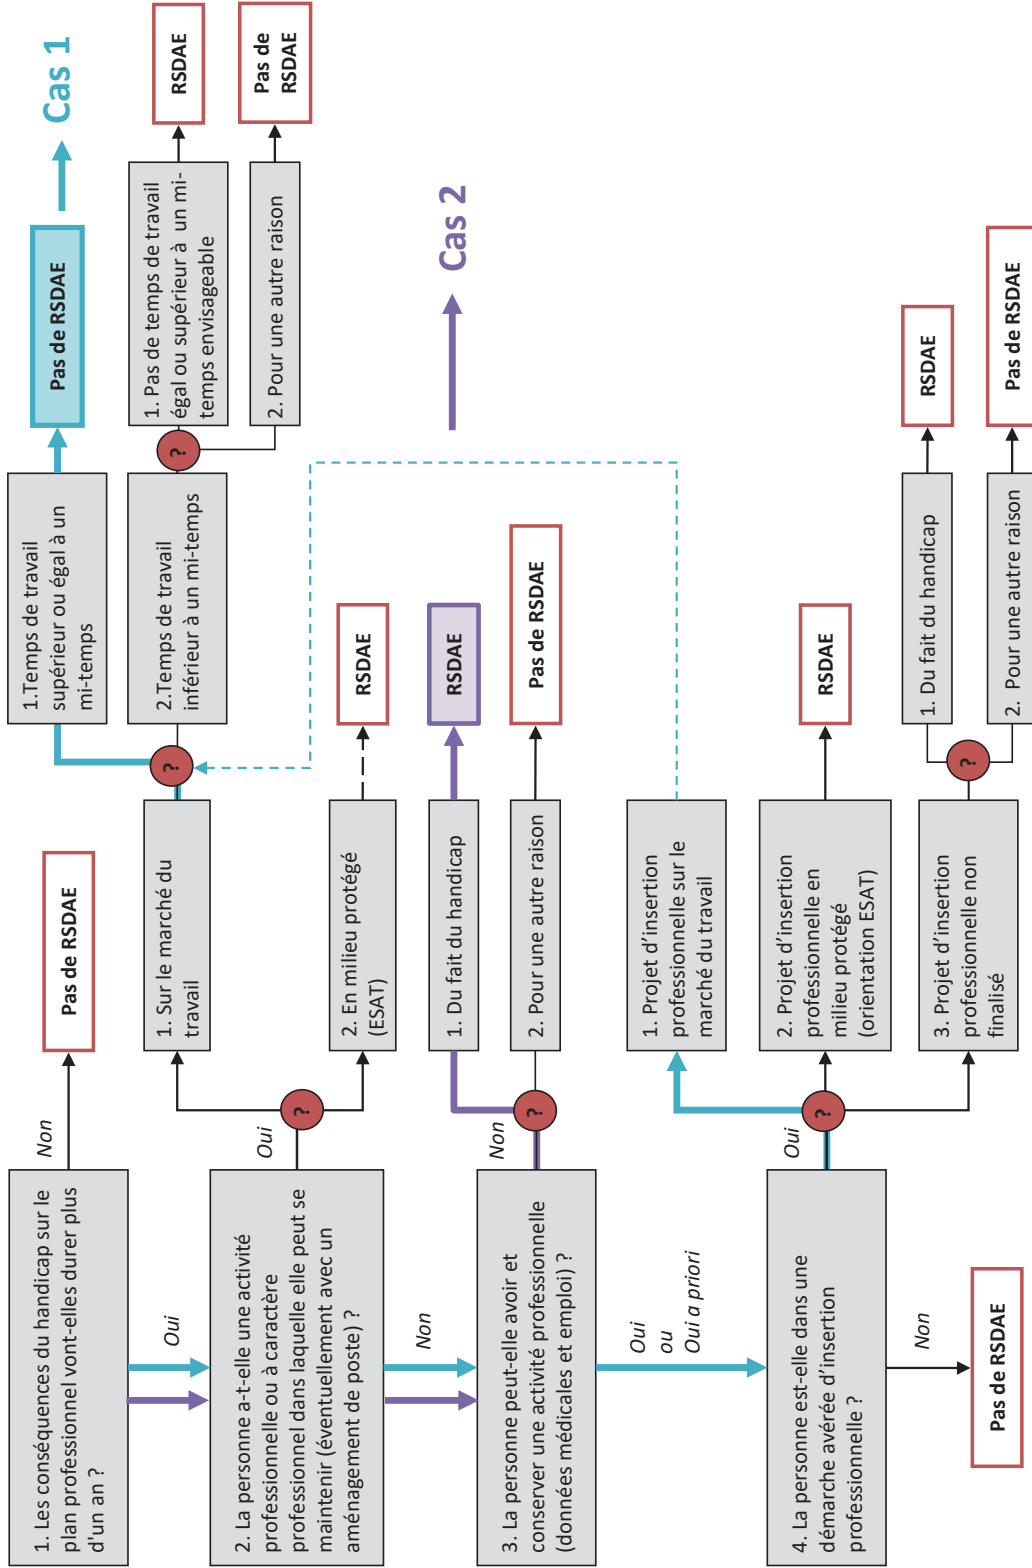 1. Les conséquences du handicap sur le
plan professionnel vont-elles durer plus
d'un an ?
Non
Pas de RSDAE
Oui
2. La personne a-t-elle une activité
professionnelle ou à caractère
professionnel dans laquelle elle peut se
maintenir (éventuellement avec un
aménagement de poste) ?
Oui
?
1. Sur le marché du
travail
?
1.Temps de travail
supérieur ou égal à un
mi-temps
Pas de RSDAE
Cas 1
2.Temps de travail
inférieur à un mi-temps
?
1. Pas de temps de travail
égal ou supérieur à un mi-
temps envisageable
RSDAE
2. Pour une autre raison
Pas de
RSDAE
2. En milieu protégé
(ESAT)
RSDAE
Non
3. La personne peut-elle avoir et
conserver une activité professionnelle
(données médicales et emploi) ?
Non
?
1. Du fait du handicap
RSDAE
Cas 2
2. Pour une autre raison
Pas de RSDAE
Oui
ou
Oui a priori
4. La personne est-elle dans une
démarche avérée d'insertion
professionnelle ?
Oui
?
1. Projet d'insertion
professionnelle sur le
marché du travail
2. Projet d'insertion
professionnelle en
milieu protégé
(orientation ESAT)
RSDAE
3. Projet d'insertion
professionnelle non
finalisé
?
1. Du fait du handicap
RSDAE
2. Pour une autre raison
Pas de RSDAE
Non
Pas de RSDAE